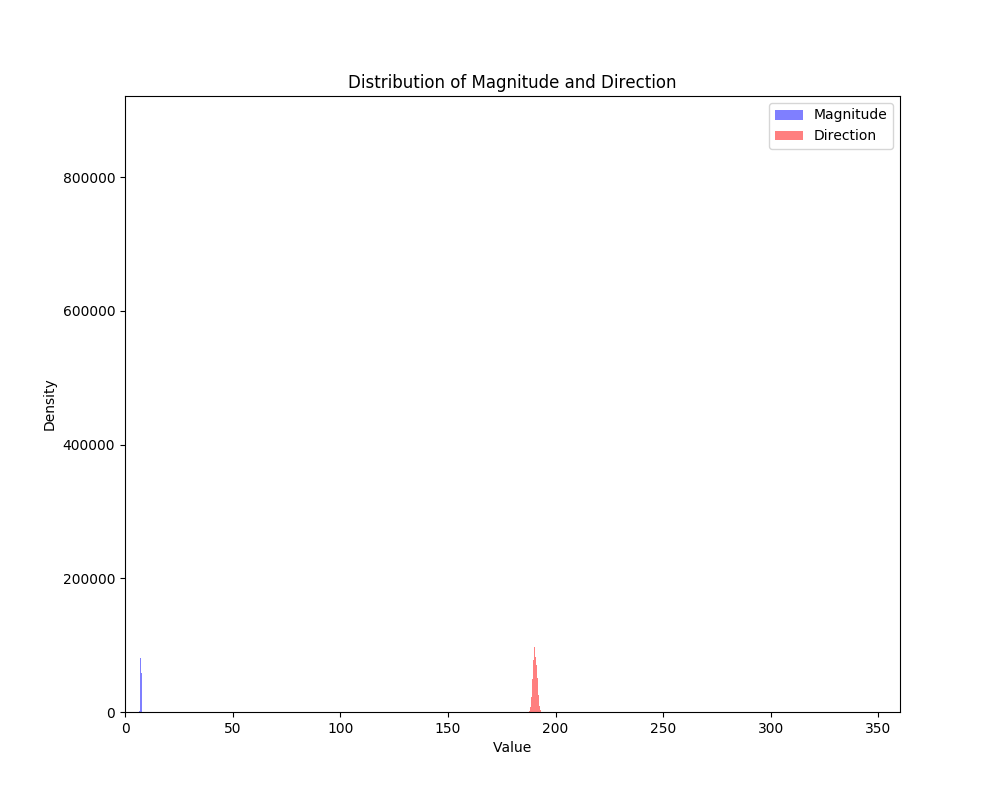 Distribution of Magnitude and Direction
Magnitude
Direction
800000
600000
400000
200000
0
Density
0 50 100 150 200 250 300 350
Value